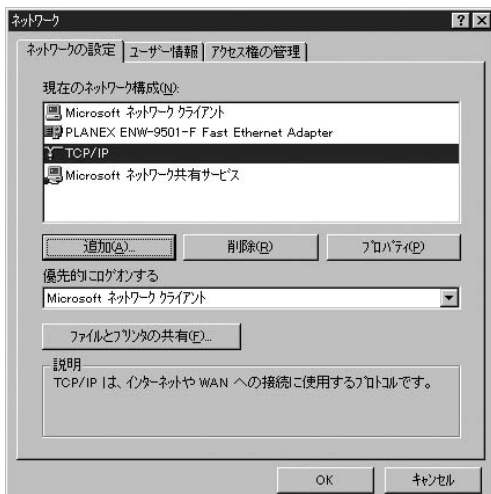 ネットワーク
ネットワークの設定 ユーザー情報 アクセス権の管理
現在のネットワーク構成(N):
Microsoft ネットワーク クライアント
PLANEX ENW-9501-F Fast Ethernet Adapter
TCP/IP
Microsoft ネットワーク共有サービス
追加(A)... 削除(R) プロパティ(P)
優先的にログオンする
Microsoft ネットワーク クライアント
ファイルとプリンタの共有(F)...
説明
TCP/IP は、インターネットや WAN への接続に使用するプロトコルです。
OK キャンセル